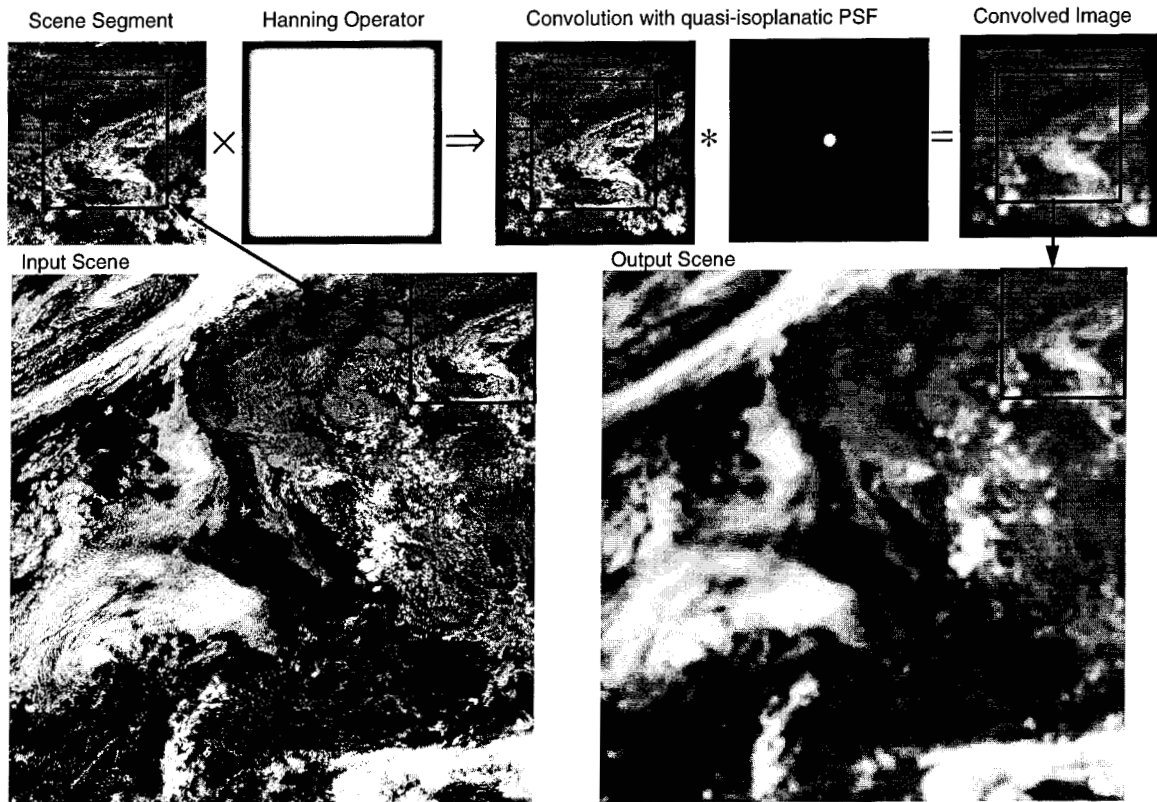 Scene Segment
Hanning Operator
Convolution with quasi-isoplanatic PSF
Convolved Image
× ⇒ * =
Input Scene
Output Scene